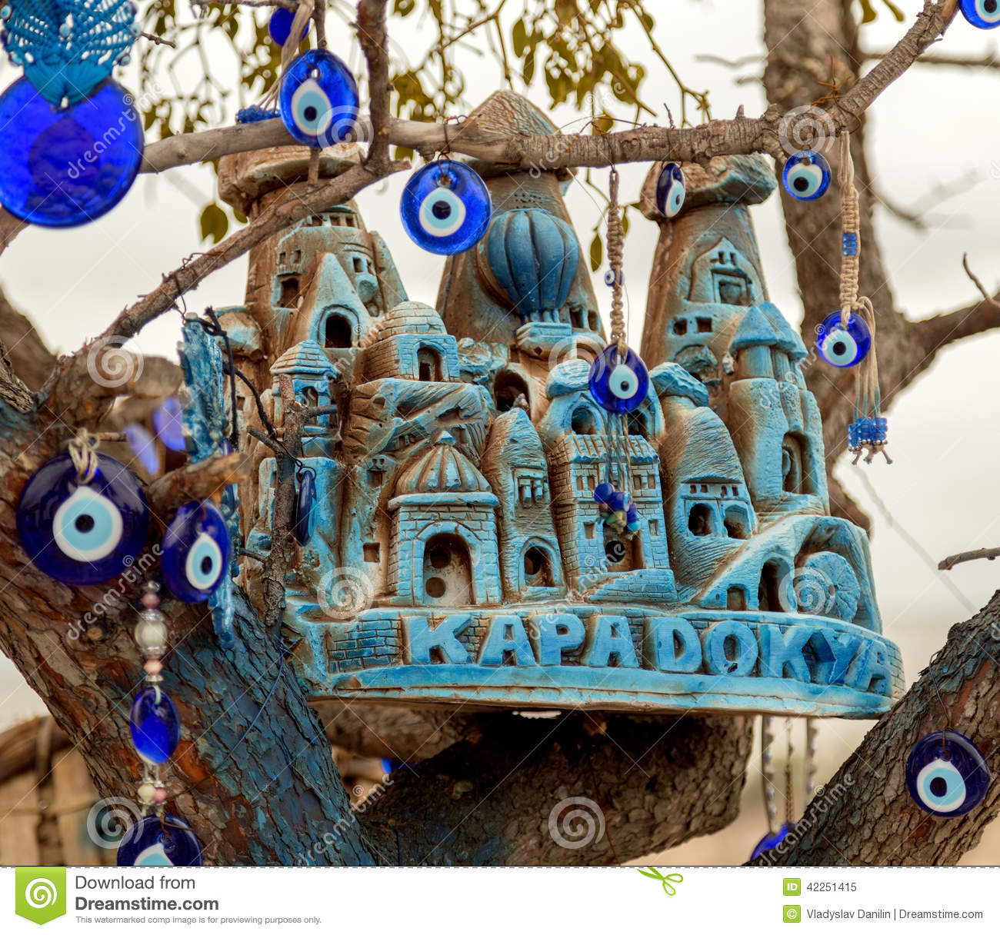 KAPADOKYA
Download from
Dreamstime.com
This watermarked comp image is for previewing purposes only.
ID 42251415
© Vladyslav Danilin | Dreamstime.com
dreamstime